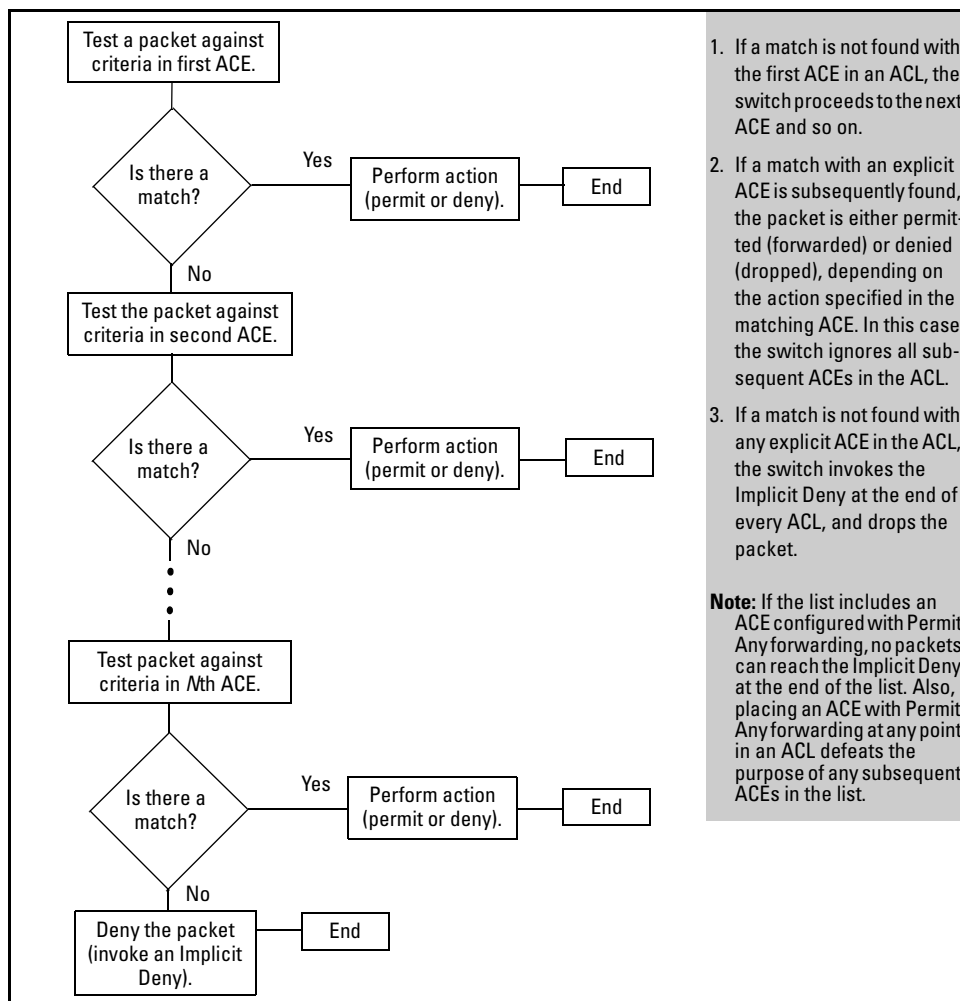 Test a packet against
criteria in first ACE.
Is there a
match?
Yes
Perform action
(permit or deny).
End
No
Test the packet against
criteria in second ACE.
Is there a
match?
Yes
Perform action
(permit or deny).
End
No
Test packet against
criteria in Nth ACE.
Is there a
match?
Yes
Perform action
(permit or deny).
End
No
Deny the packet
(invoke an Implicit
Deny).
End
1. If a match is not found with
the first ACE in an ACL, the
switch proceeds to the next
ACE and so on.
2. If a match with an explicit
ACE is subsequently found,
the packet is either permit-
ted (forwarded) or denied
(dropped), depending on
the action specified in the
matching ACE. In this case
the switch ignores all sub-
sequent ACEs in the ACL.
3. If a match is not found with
any explicit ACE in the ACL,
the switch invokes the
Implicit Deny at the end of
every ACL, and drops the
packet.
Note: If the list includes an
ACE configured with Permit
Any forwarding, no packets
can reach the Implicit Deny
at the end of the list. Also,
placing an ACE with Permit
Any forwarding at any point
in an ACL defeats the
purpose of any subsequent
ACEs in the list.